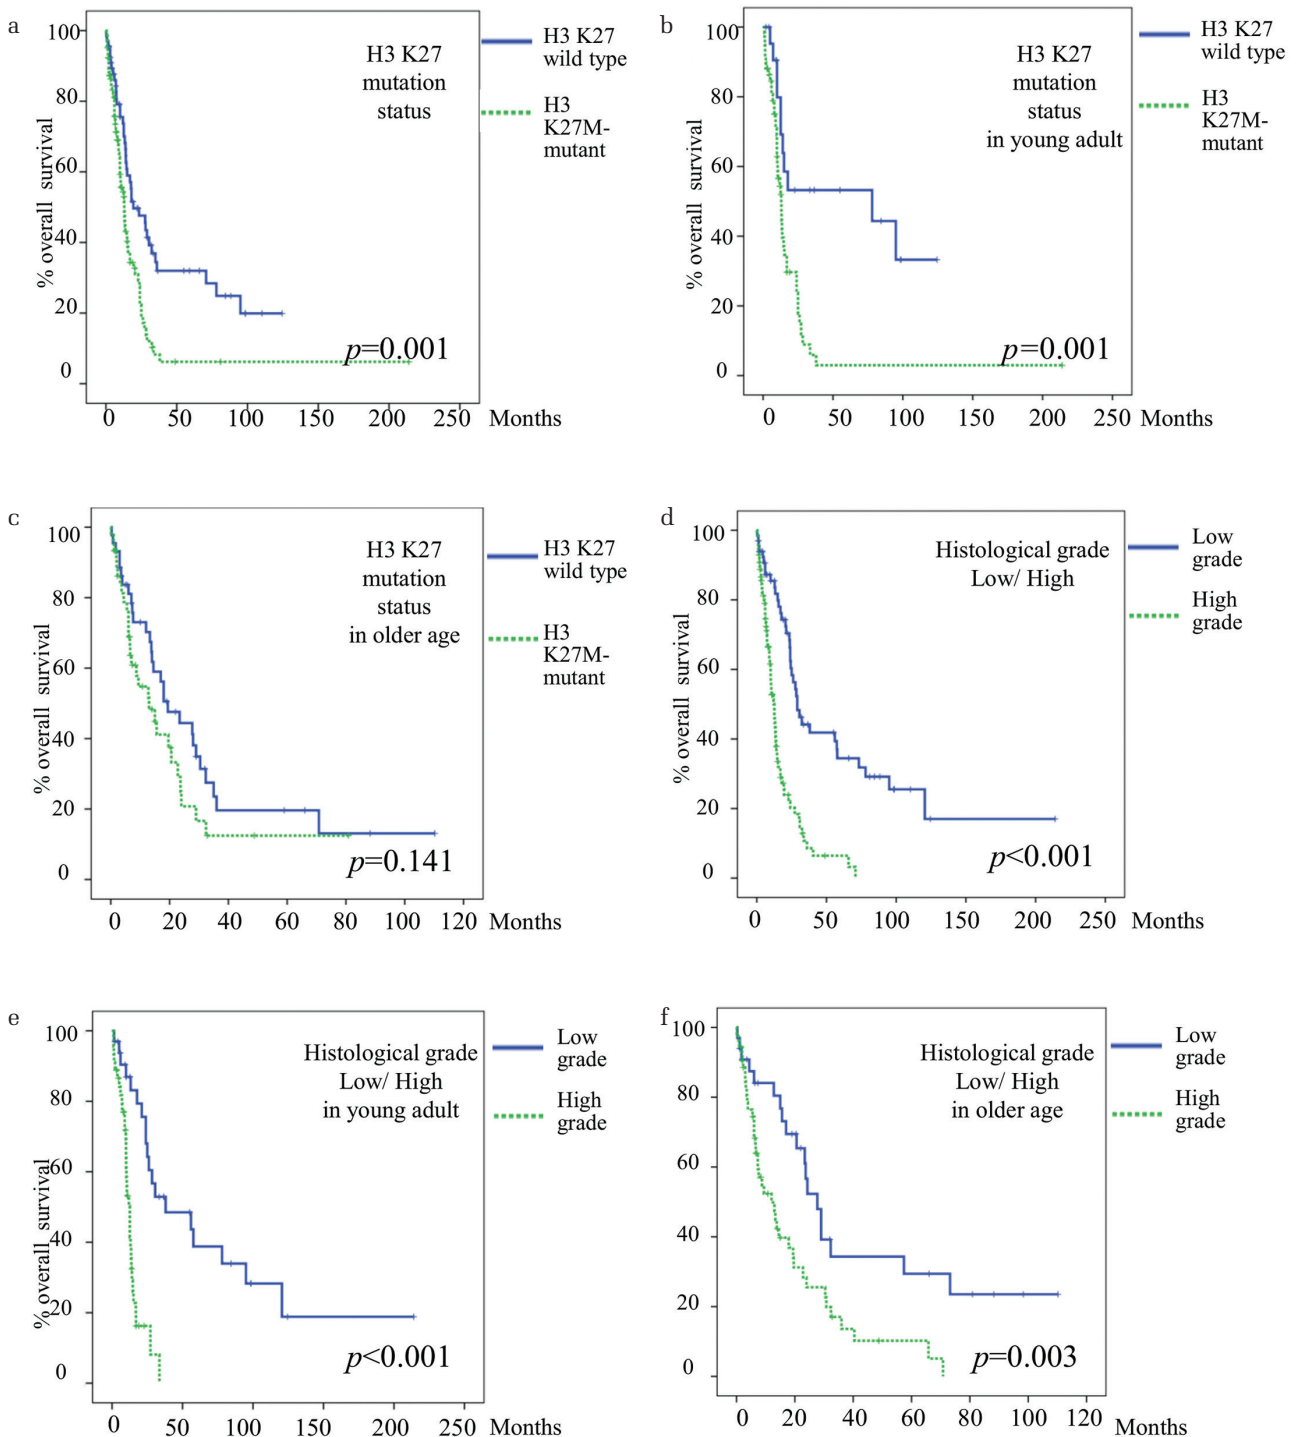 a
100
80
60
40
20
0
% overall survival
H3 K27
mutation
status
p=0.001
0 50 100 150 200 250 Months
H3 K27
wild type
H3
K27M-
mutant
b
100
80
60
40
20
0
% overall survival
H3 K27
mutation
status
in young adult
p=0.001
0 50 100 150 200 250 Months
H3 K27
wild type
H3
K27M-
mutant
c
100
80
60
40
20
0
% overall survival
H3 K27
mutation
status
in older age
p=0.141
0 20 40 60 80 100 120 Months
H3 K27
wild type
H3
K27M-
mutant
d
100
80
60
40
20
0
% overall survival
Histological grade
Low/ High
p<0.001
0 50 100 150 200 250 Months
Low
grade
High
grade
e
100
80
60
40
20
0
% overall survival
Histological grade
Low/ High
in young adult
p<0.001
0 50 100 150 200 250 Months
Low
grade
High
grade
f
100
80
60
40
20
0
Histological grade
Low/ High
in older age
p=0.003
0 20 40 60 80 100 120 Months
Low
grade
High
grade